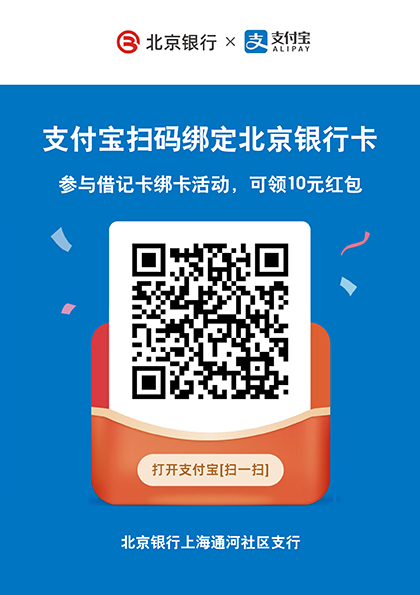 北京银行 × 支付宝
ALIPAY
支付宝扫码绑定北京银行卡
参与借记卡绑卡活动，可领10元红包
打开支付宝[扫一扫]
北京银行上海通河社区支行